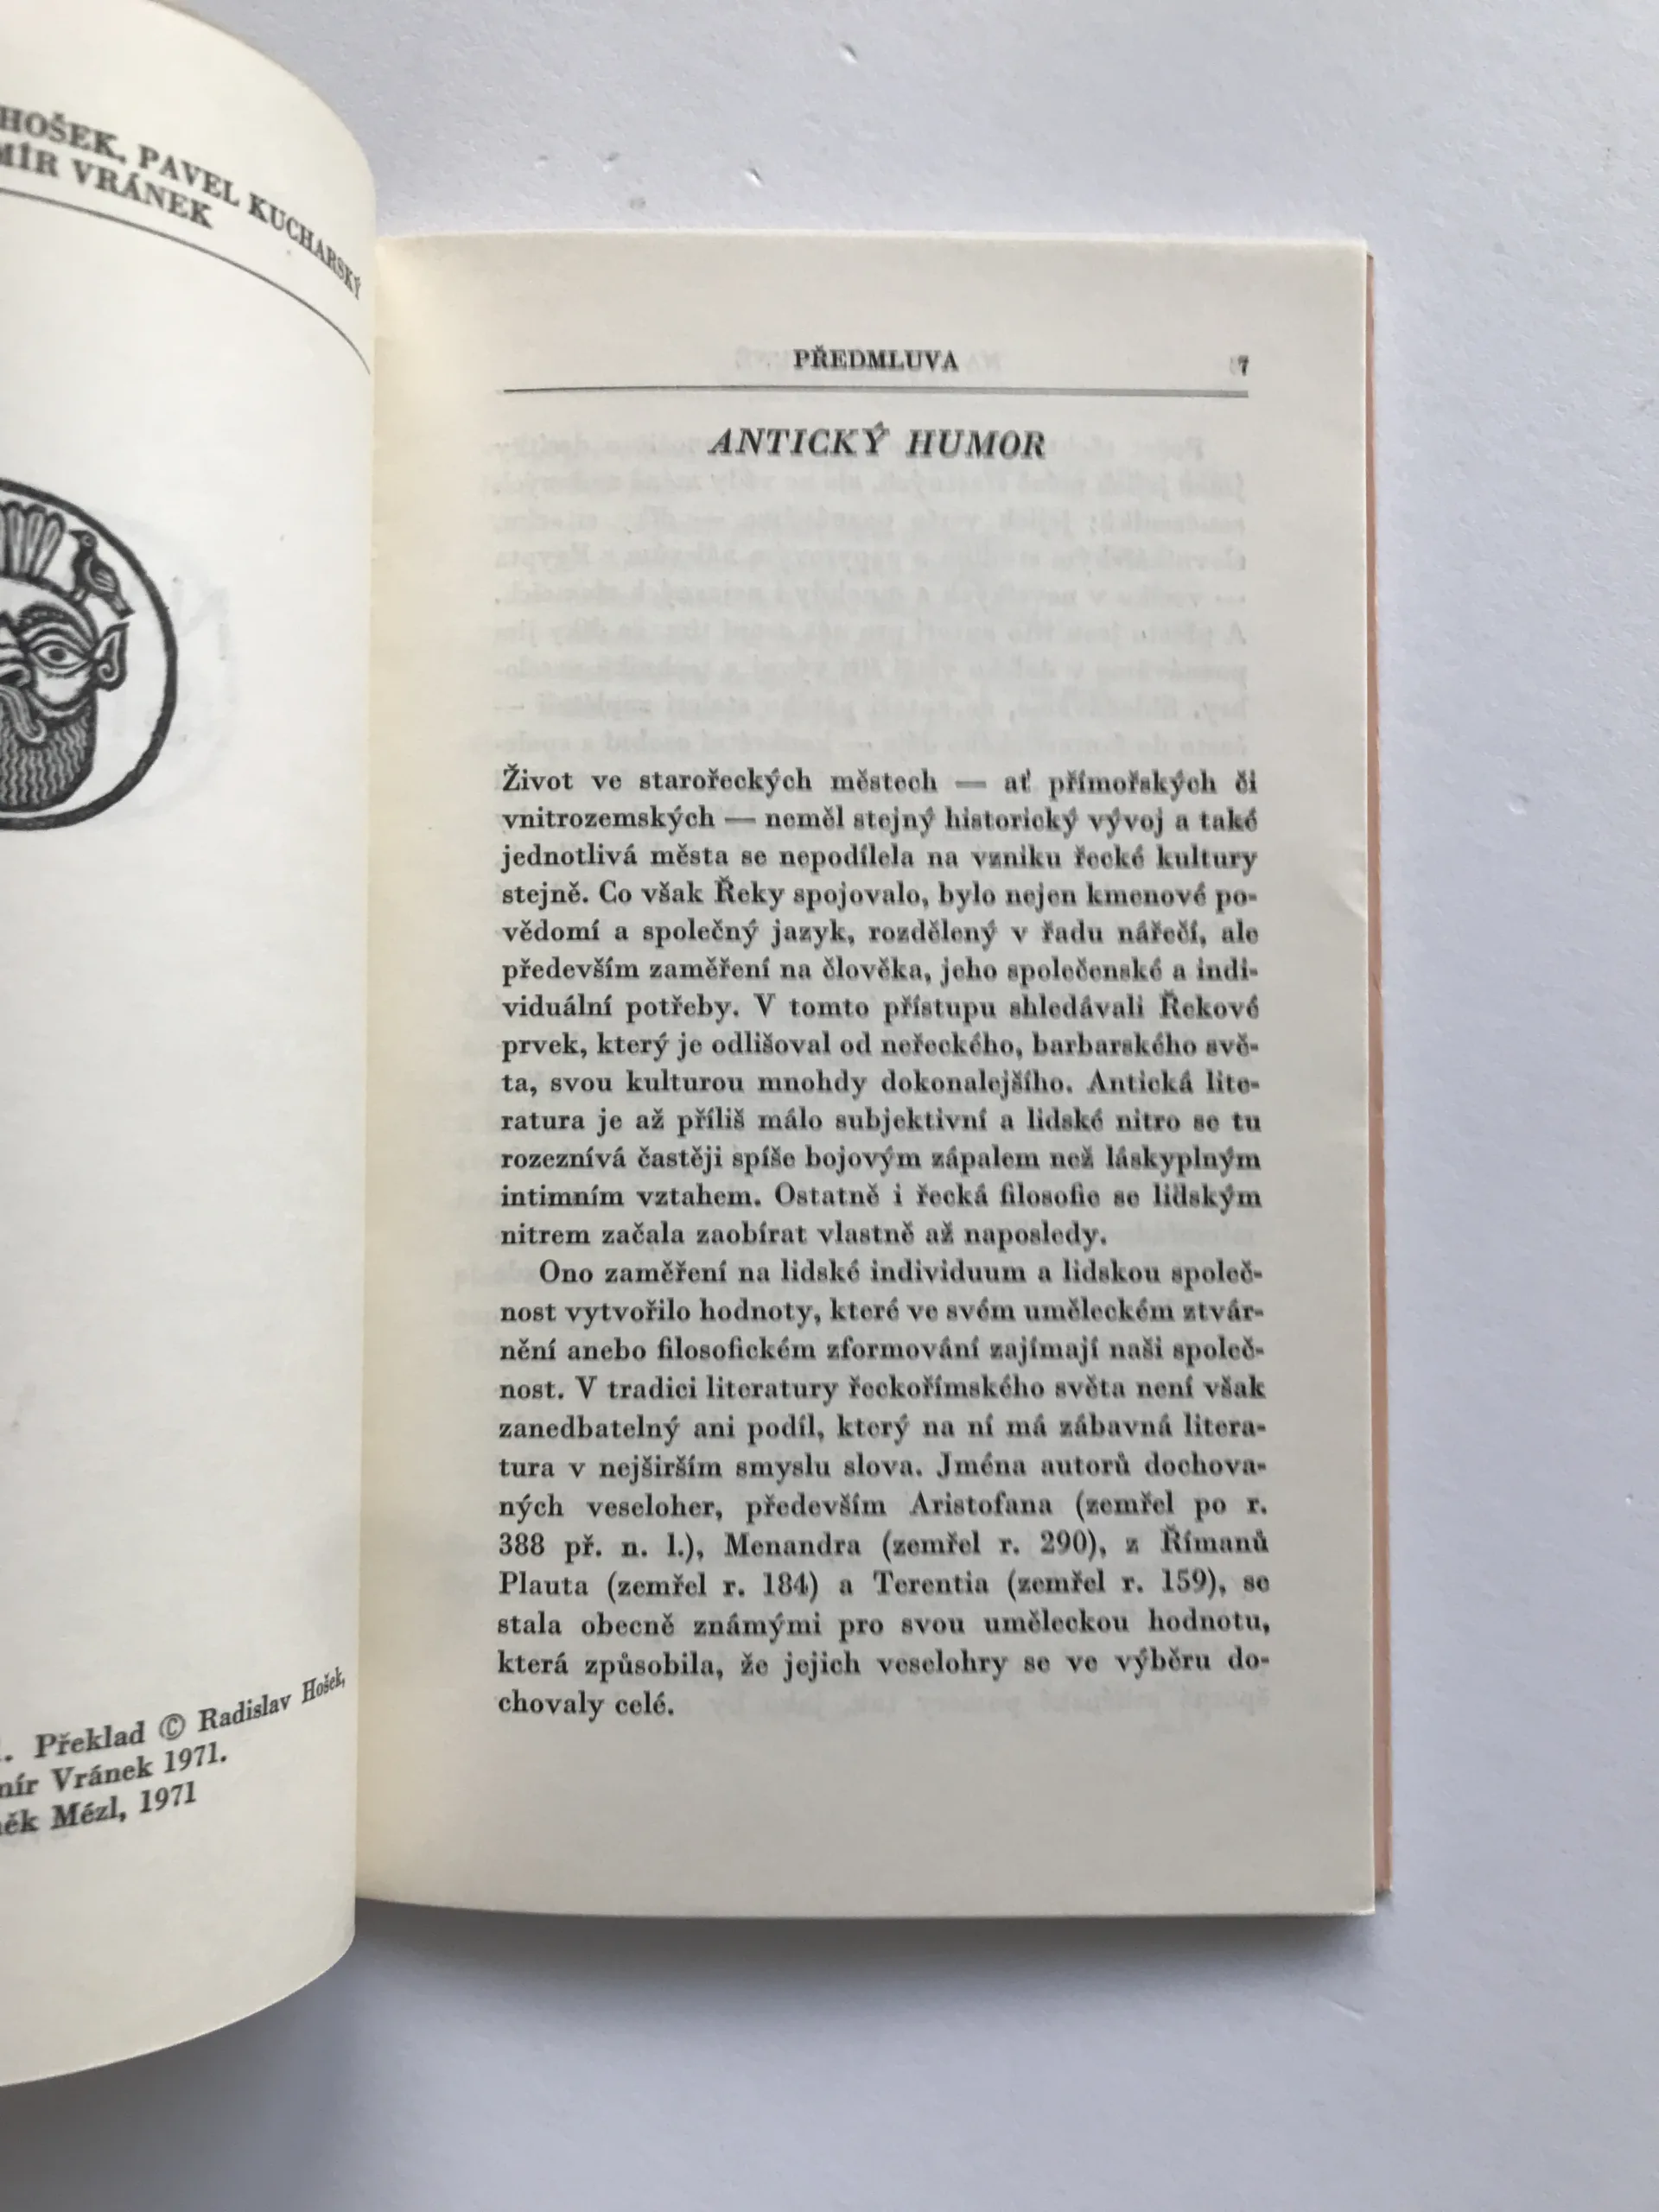 HOŠEK, PAVEL KUCHARSKÝ
MÍR VRÁNEK
. Překlad © Radislav Hošek,
mír Vránek 1971.
něk Mézl, 1971
PŘEDMLUVA 7
ANTICKÝ HUMOR
Život ve starořeckých městech — ať přímořských či
vnitrozemských — neměl stejný historický vývoj a také
jednotlivá města se nepodílela na vzniku řecké kultury
stejně. Co však Řeky spojovalo, bylo nejen kmenové po-
vědomí a společný jazyk, rozdělený v řadu nářečí, ale
především zaměření na člověka, jeho společenské a indi-
viduální potřeby. V tomto přístupu shledávali Řekové
prvek, který je odlišoval od neřeckého, barbarského svě-
ta, svou kulturou mnohdy dokonalejšího. Antická lite-
ratura je až příliš málo subjektivní a lidské nitro se tu
rozeznívá častěji spíše bojovým zápalem než láskyplným
intimním vztahem. Ostatně i řecká filosofie se lidským
nitrem začala zaobírat vlastně až naposledy.
Ono zaměření na lidské individuum a lidskou společ-
nost vytvořilo hodnoty, které ve svém uměleckém ztvár-
nění anebo filosofickém zformování zajímají naši společ-
nost. V tradici literatury řeckořímského světa není však
zanedbatelný ani podíl, který na ní má zábavná litera-
tura v nejširším smyslu slova. Jména autorů dochova-
ných veseloher, především Aristofana (zemřel po r.
388 př. n. l.), Menandra (zemřel r. 290), z Římanů
Plauta (zemřel r. 184) a Terentia (zemřel r. 159), se
stala obecně známými pro svou uměleckou hodnotu,
která způsobila, že jejich veselohry se ve výběru do-
chovaly celé.